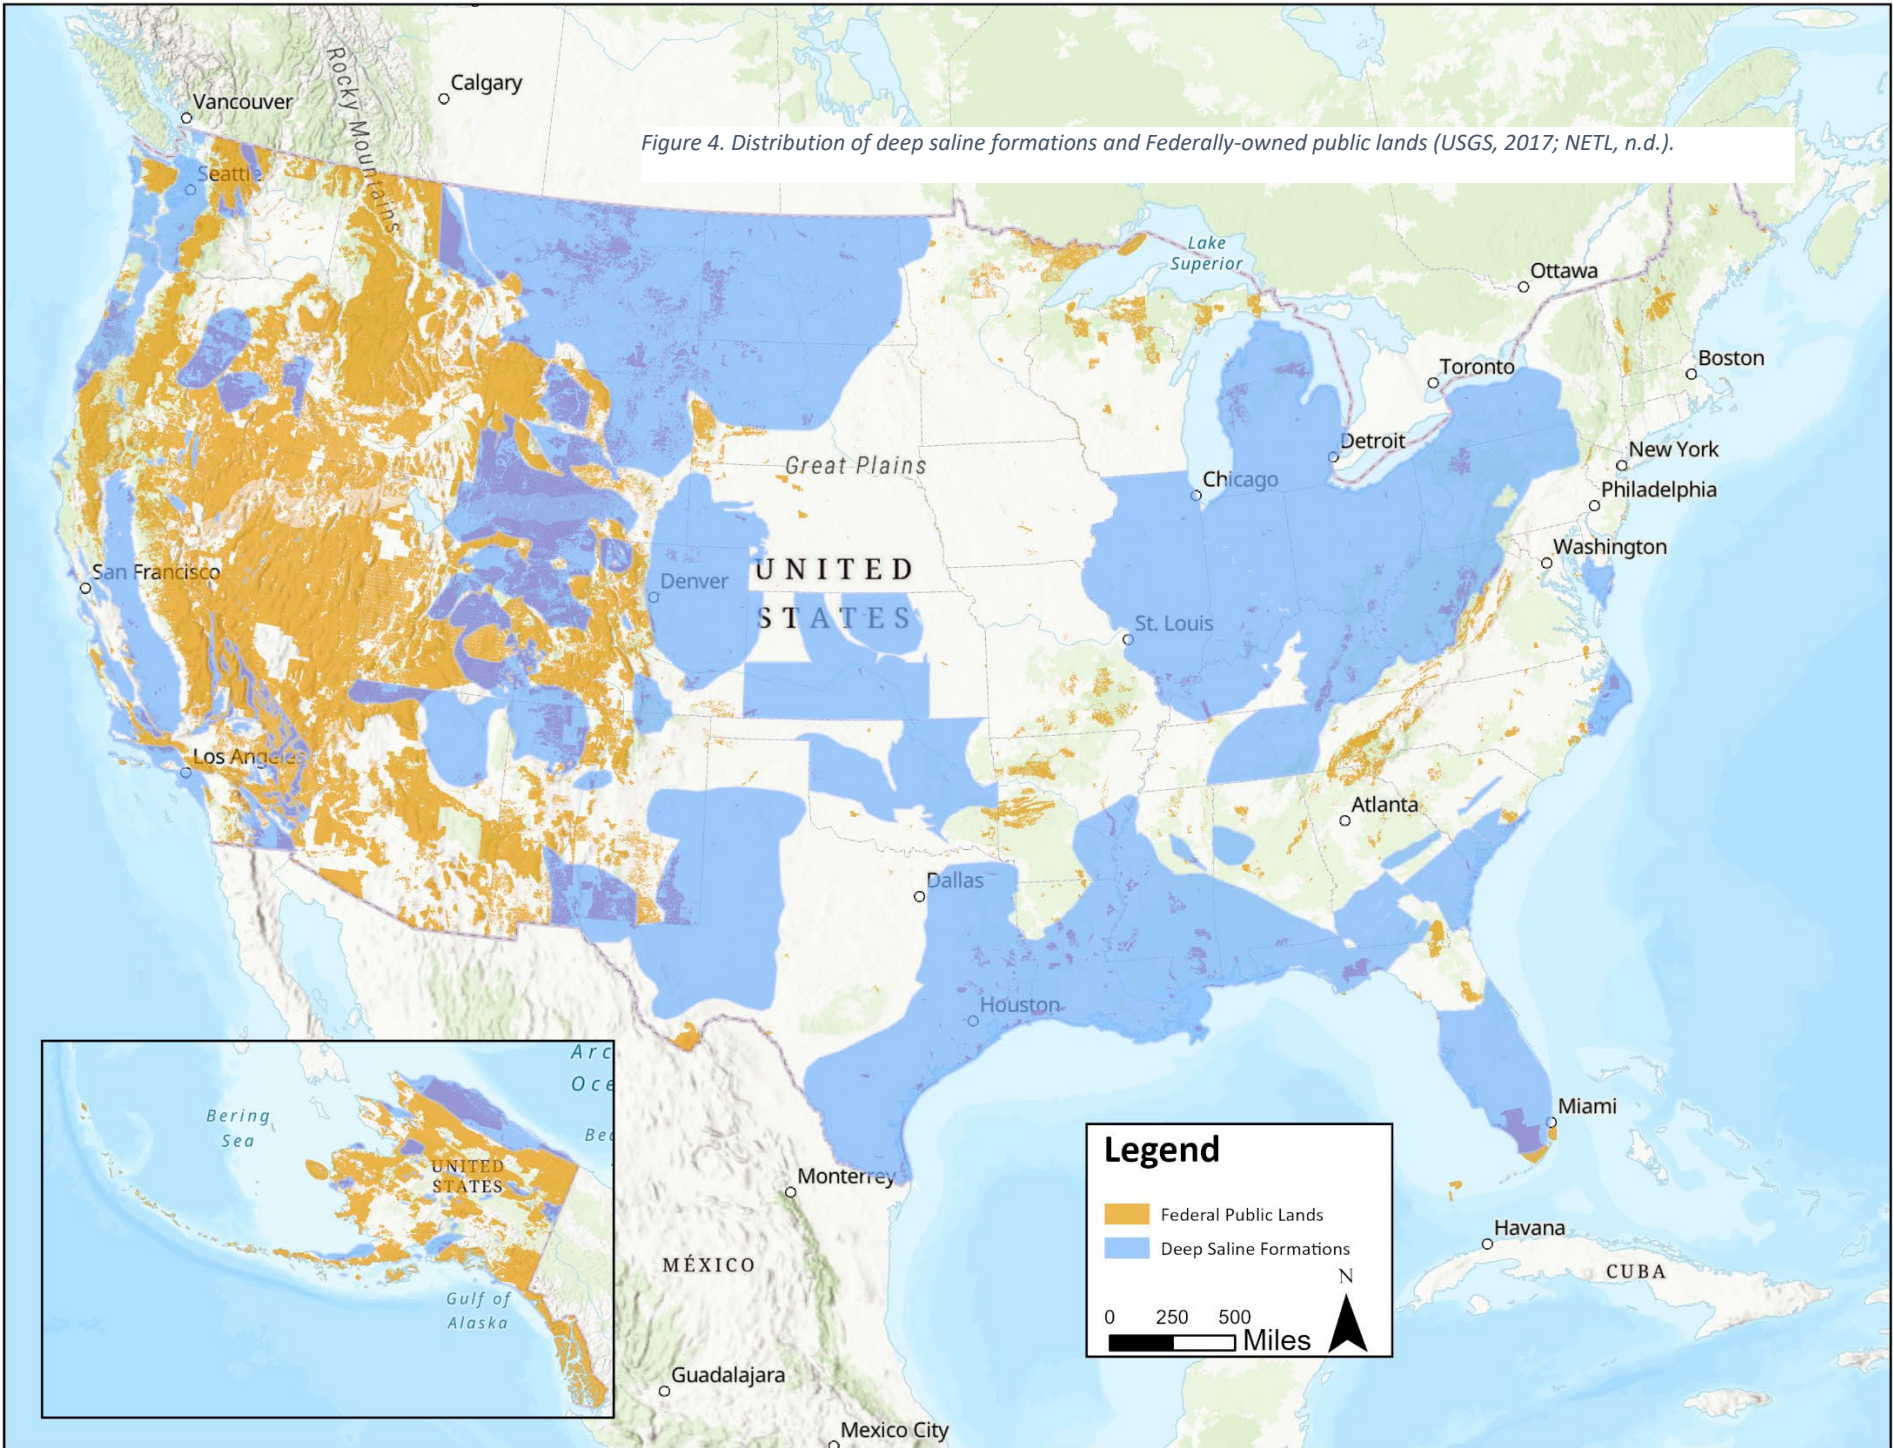 Rocky Mountains
Calgary
Vancouver
Figure 4. Distribution of deep saline formations and Federally-owned public lands (USGS, 2017; NETL, n.d.).
Seattle
Lake
Superior
Ottawa
Toronto
Boston
Detroit
New York
Great Plains
Chicago
Philadelphia
Washington
UNITED
STATES
San Francisco
Denver
St. Louis
Los Angeles
Atlanta
Dallas
Houston
Miami
Monterrey
Havana
CUBA
MÉXICO
Guadalajara
Mexico City
Arc
Oce
Bering
Sea
Bea
UNITED
STATES
Gulf of
Alaska
Legend
Federal Public Lands
Deep Saline Formations
N
0 250 500
Miles